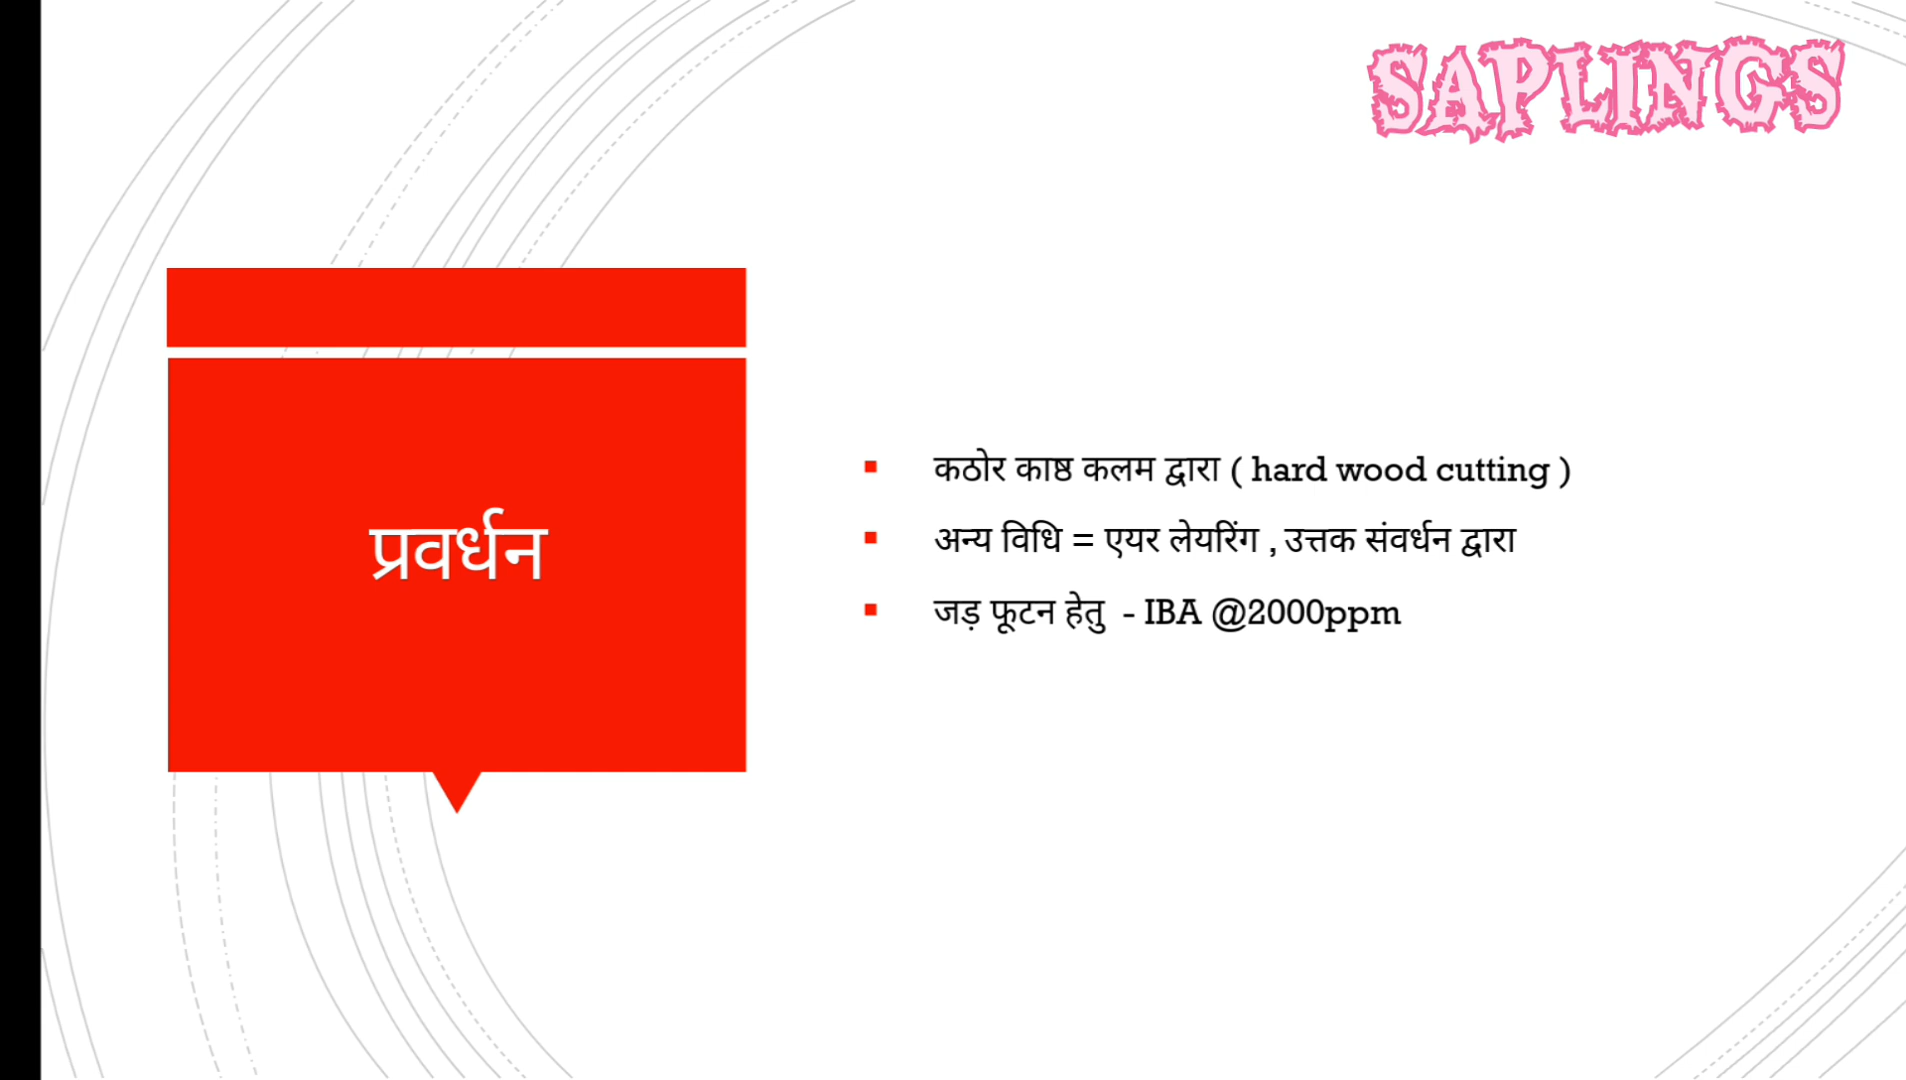 SAPLINGS
प्रवर्धन
कठोर काष्ठ कलम द्वारा ( hard wood cutting )
अन्य विधि = एयर लेयरिंग , उत्तक संवर्धन द्वारा
जड़ फूटन हेतु - IBA @2000ppm